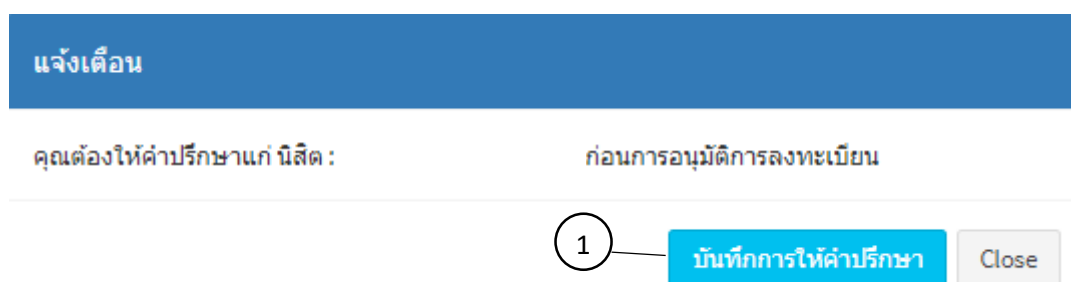 แจ้งเตือน
คุณต้องให้คำปรึกษาแก่ นิสิต : ก่อนการอนุมัติการลงทะเบียน
1 บันทึกการให้คำปรึกษา Close